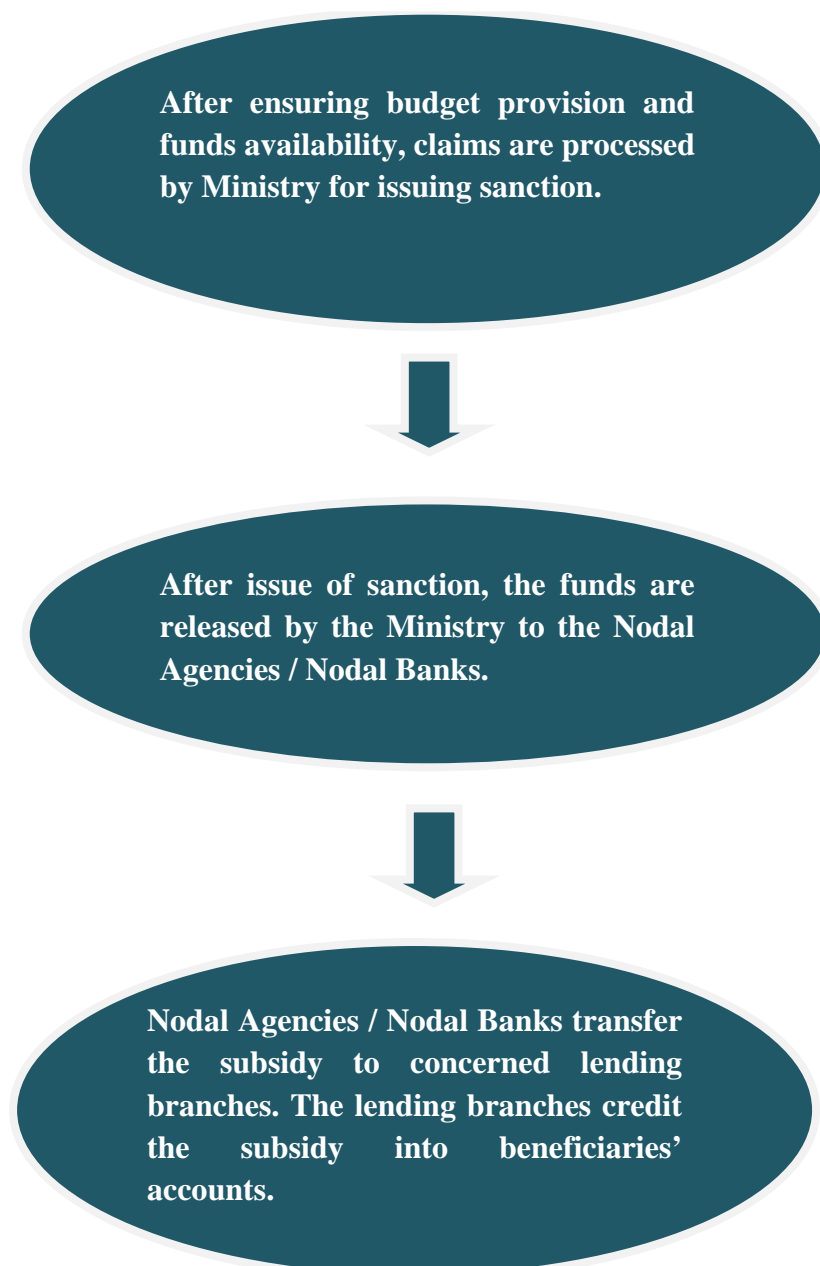 After ensuring budget provision and
funds availability, claims are processed
by Ministry for issuing sanction.
After issue of sanction, the funds are
released by the Ministry to the Nodal
Agencies / Nodal Banks.
Nodal Agencies / Nodal Banks transfer
the subsidy to concerned lending
branches. The lending branches credit
the subsidy into beneficiaries’
accounts.